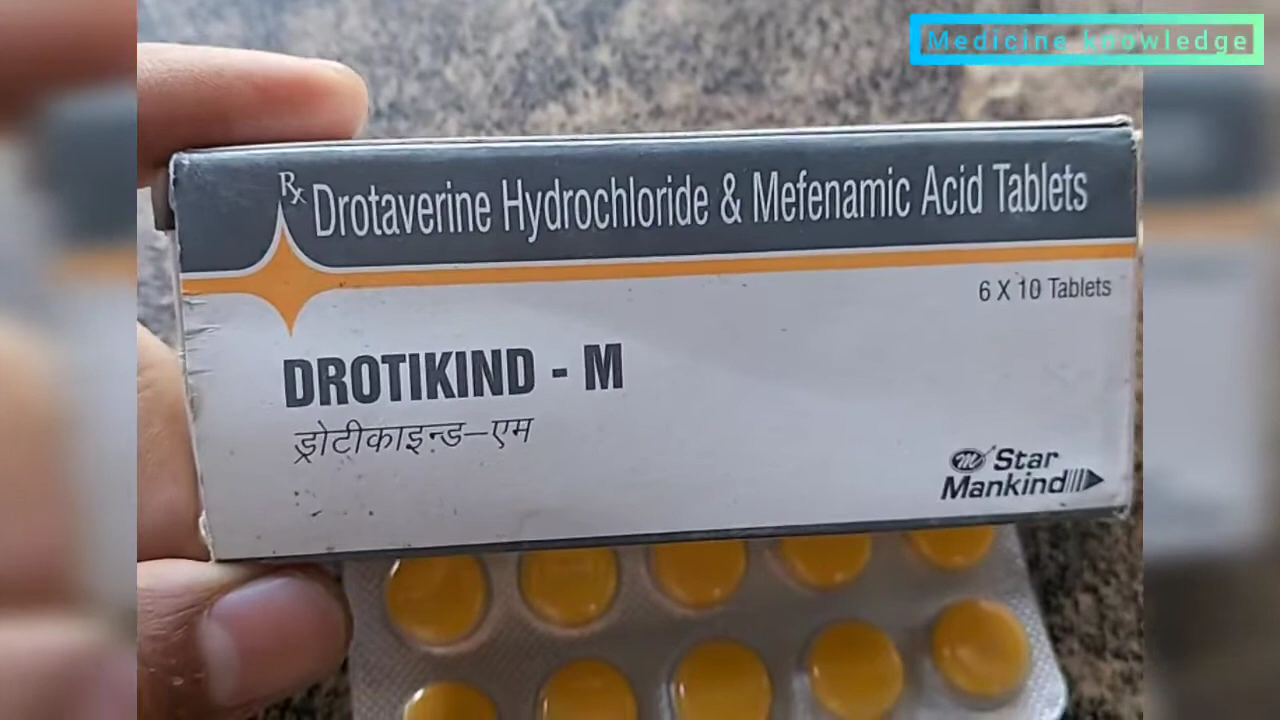 Medicine knowledge
Rx Drotaverine Hydrochloride & Mefenamic Acid Tablets
6 X 10 Tablets
DROTIKIND - M
ड्रोटीकाइन्ड–एम
m Star
Mankind